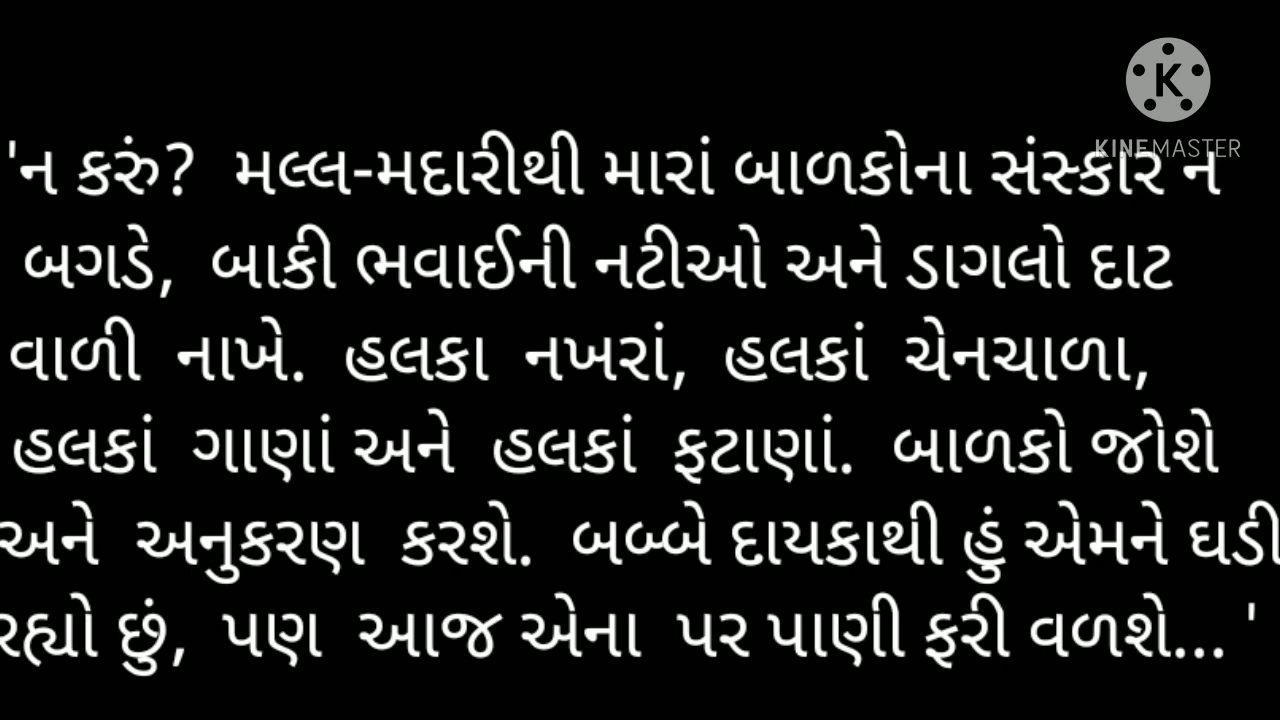 KINEMASTER
'ન કરું? મલ્લ-મદારીથી મારાં બાળકોના સંસ્કાર ન
બગડે, બાકી ભવાઈની નટીઓ અને ડાગલો દાટ
વાળી નાખે. હલકા નખરાં, હલકાં ચેનચાળા,
હલકાં ગાણાં અને હલકાં ફટાણાં. બાળકો જોશે
અને અનુકરણ કરશે. બબ્બે દાયકાથી હું એમને ઘડી
રહ્યો છું, પણ આજ એના પર પાણી ફરી વળશે... '